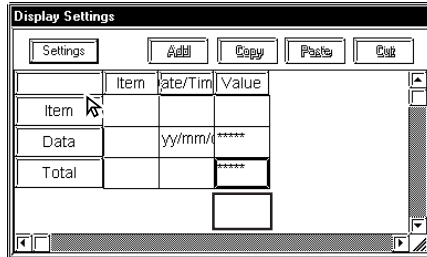 Display Settings
Settings Add Copy Paste Cut
Item ate/Tim Value
Item
Data yy/mm/ *****
Total *****